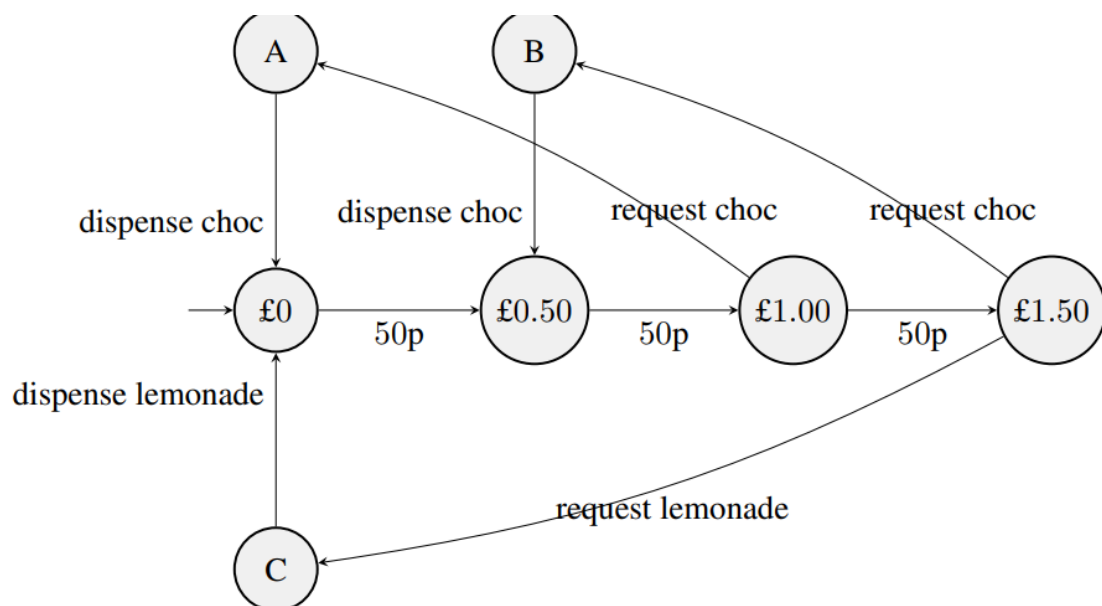 A
B
dispense choc
dispense choc
request choc
request choc
£0
£0.50
£1.00
£1.50
50p
50p
50p
dispense lemonade
request lemonade
C